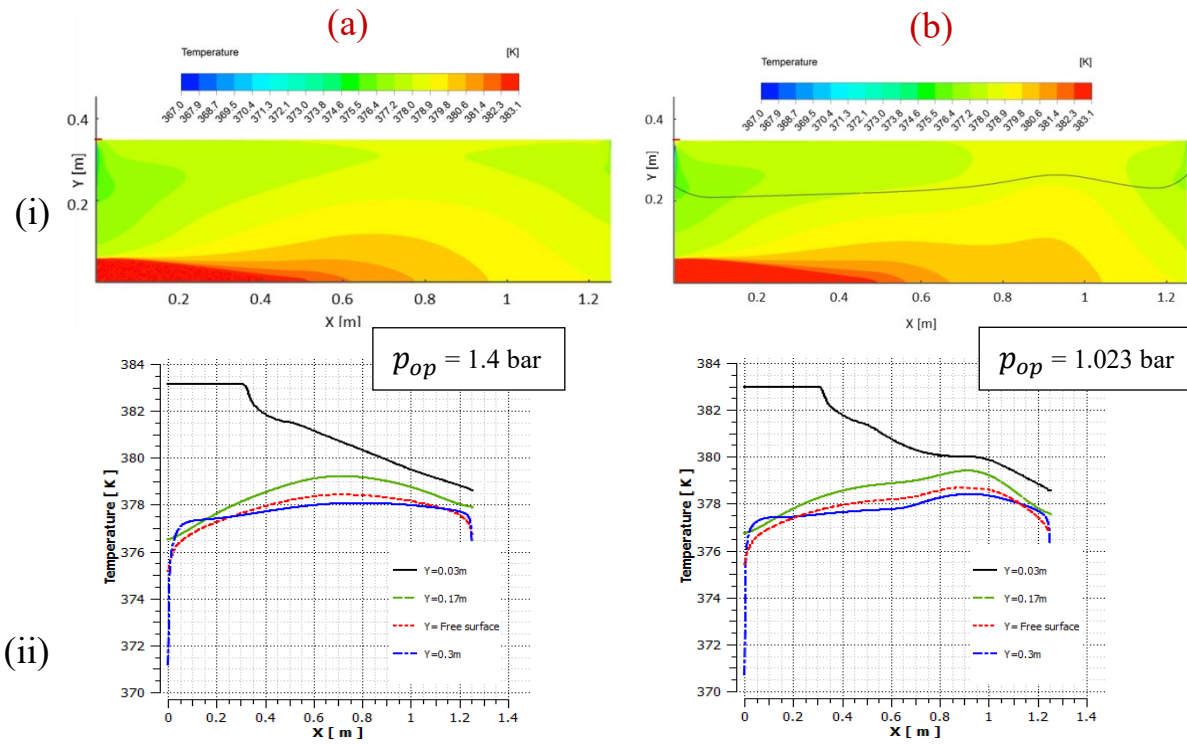 (a)
(b)
Temperature [K]
367.0 367.9 368.7 369.5 370.4 371.3 372.1 373.0 373.8 374.6 375.5 376.4 377.2 378.0 378.9 379.8 380.6 381.4 382.3 383.1
Temperature [K]
367.0 367.9 368.7 369.5 370.4 371.3 372.1 373.0 373.8 374.6 375.5 376.4 377.2 378.0 378.9 379.8 380.6 381.4 382.3 383.1
(i)
0.4
Y [m]
0.2
0.2 0.4 0.6 0.8 1 1.2
X [m]
0.4
Y [m]
0.2
0.2 0.4 0.6 0.8 1 1.2
X [m]
p_op = 1.4 bar
p_op = 1.023 bar
(ii)
Temperature [ K ]
384
382
380
378
376
374
372
370
Y=0.03m
Y=0.17m
Y= Free surface
Y=0.3m
0 0.2 0.4 0.6 0.8 1 1.2 1.4
X [ m ]
Temperature [ K ]
384
382
380
378
376
374
372
370
Y=0.03m
Y=0.17m
Y= Free surface
Y=0.3m
0 0.2 0.4 0.6 0.8 1 1.2 1.4
X [ m ]